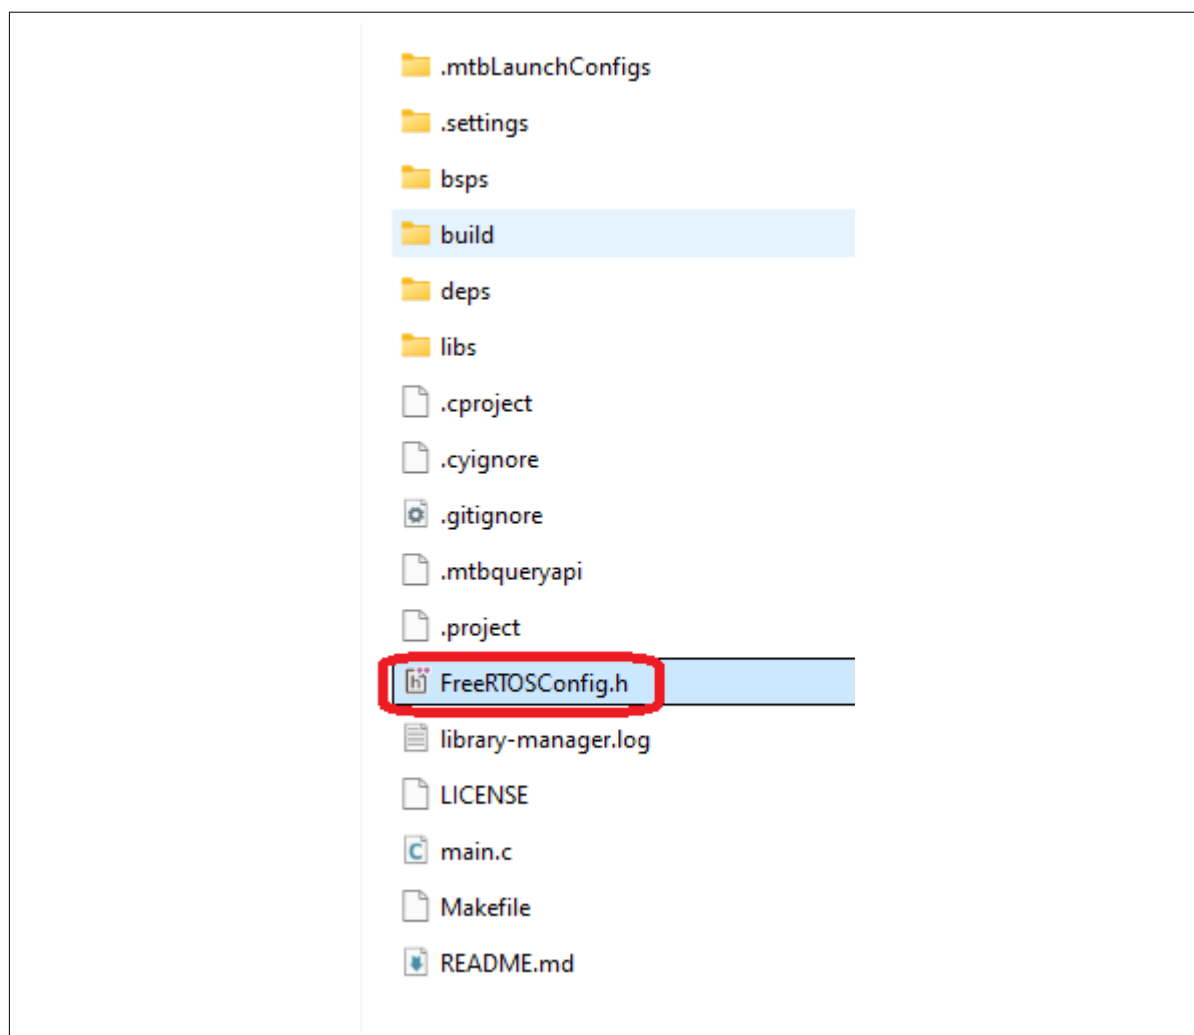 .mtbLaunchConfigs
.settings
bsps
build
deps
libs
.cproject
.cyignore
.gitignore
.mtbqueryapi
.project
FreeRTOSConfig.h
library-manager.log
LICENSE
main.c
Makefile
README.md